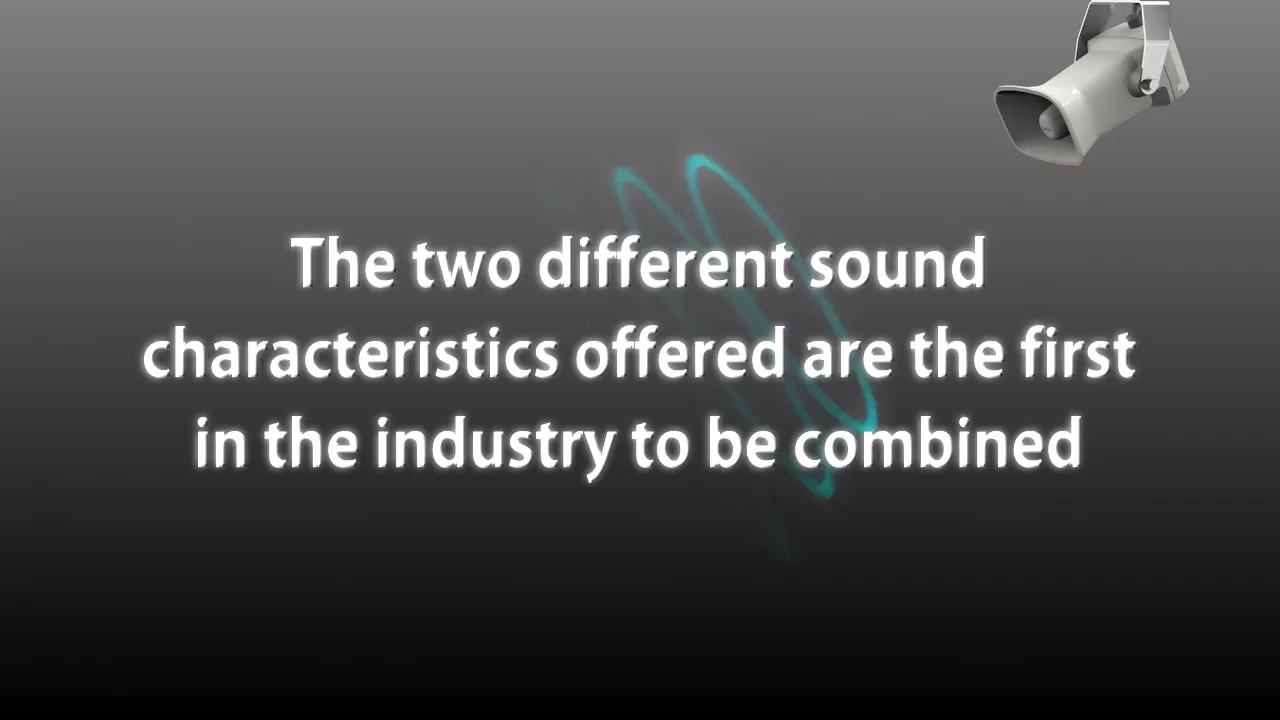 The two different sound
characteristics offered are the first
in the industry to be combined